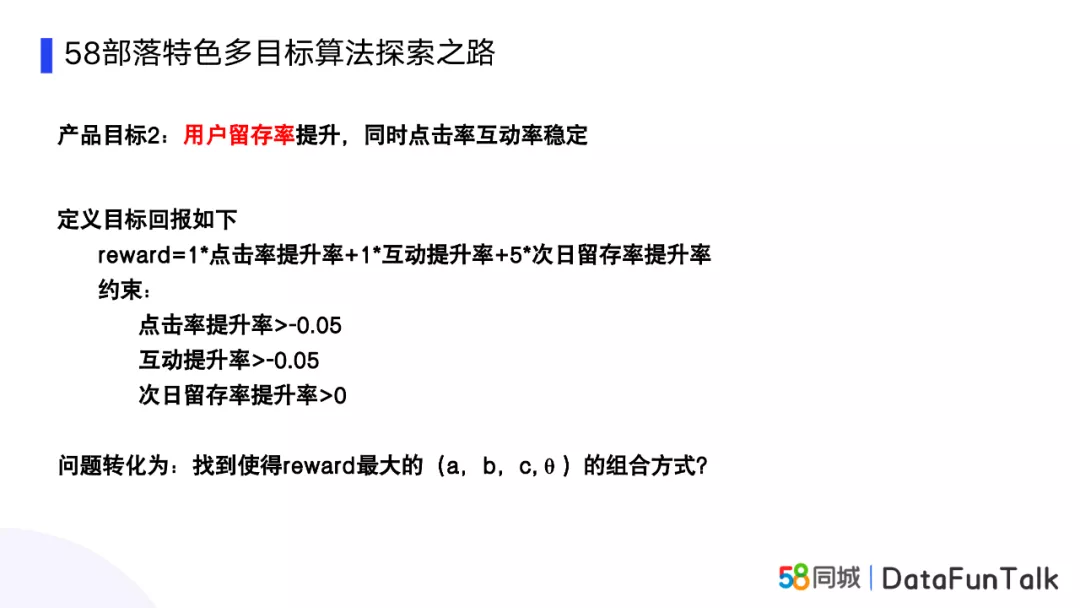 58部落特色多目标算法探索之路
产品目标2：用户留存率提升，同时点击率互动率稳定
定义目标回报如下
reward=1*点击率提升率+1*互动提升率+5*次日留存率提升率
约束：
点击率提升率>-0.05
互动提升率>-0.05
次日留存率提升率>0
问题转化为：找到使得reward最大的（a，b，c,θ ）的组合方式?
58同城 | DataFunTalk